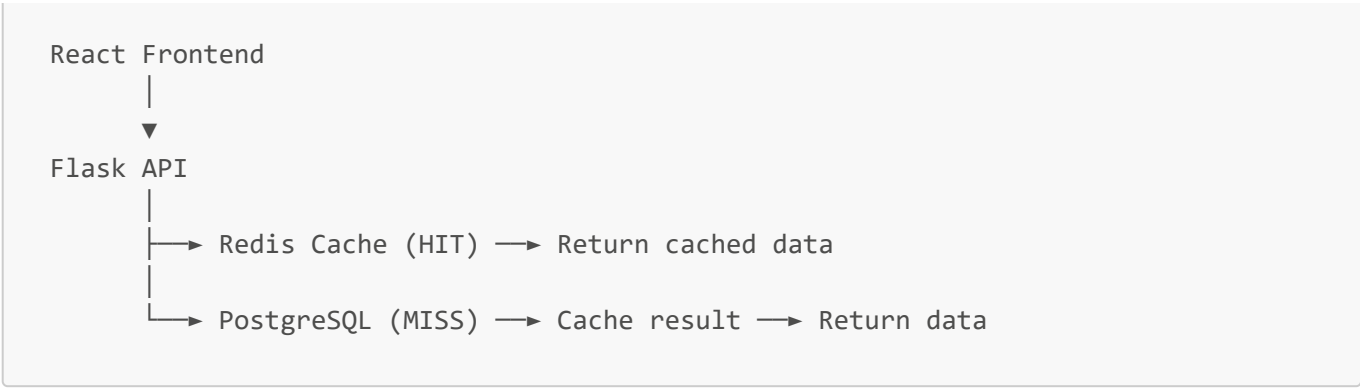 React Frontend
Flask API
Redis Cache (HIT) ──► Return cached data
PostgreSQL (MISS) ──► Cache result ──► Return data